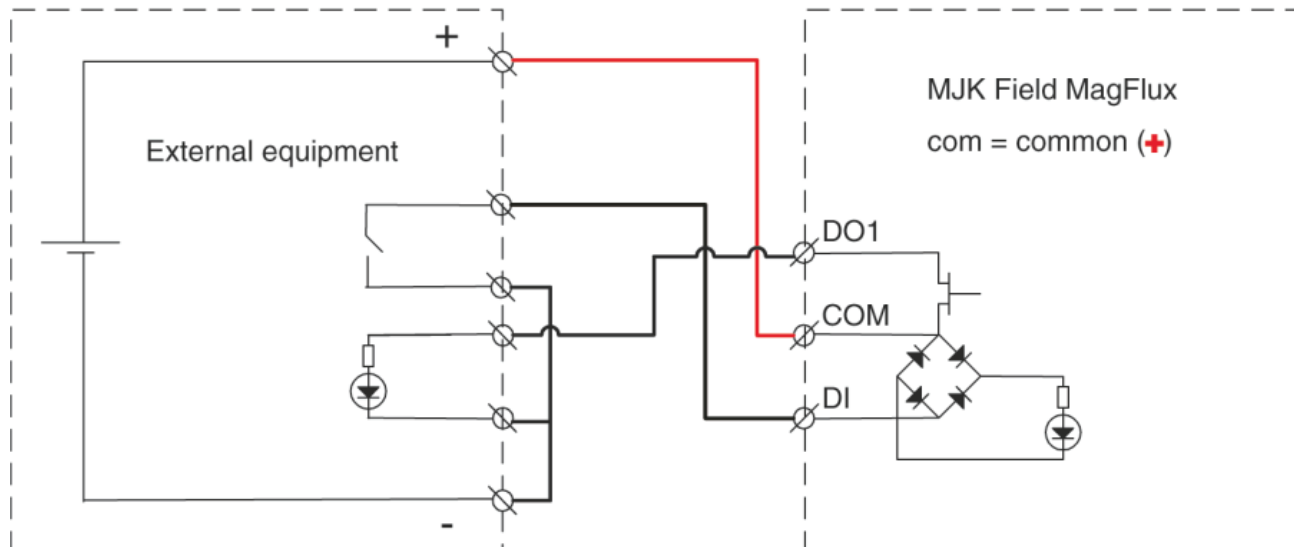 +
External equipment
-
MJK Field MagFlux
com = common (+)
DO1
COM
DI